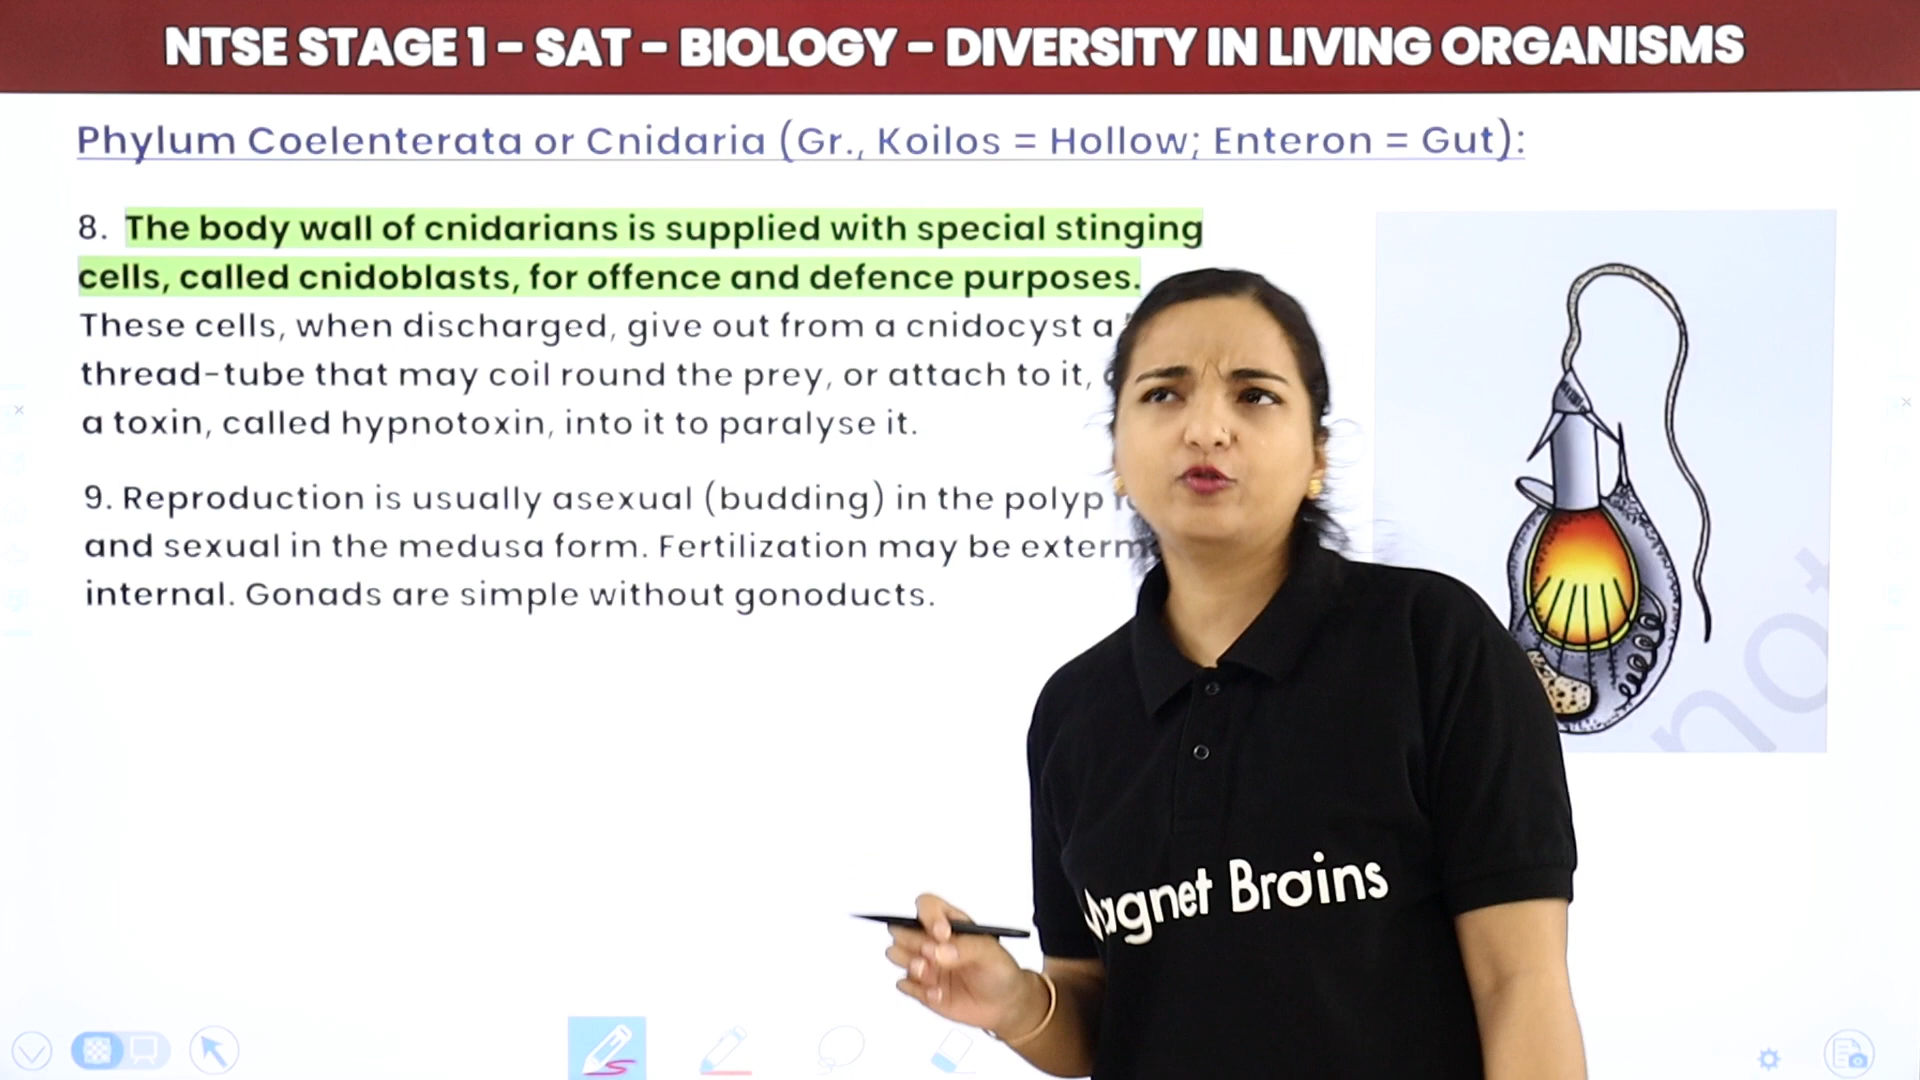 NTSE STAGE 1 – SAT – BIOLOGY – DIVERSITY IN LIVING ORGANISMS
Phylum Coelenterata or Cnidaria (Gr., Koilos = Hollow; Enteron = Gut):
8. The body wall of cnidarians is supplied with special stinging
cells, called cnidoblasts, for offence and defence purposes.
These cells, when discharged, give out from a cnidocyst a
thread-tube that may coil round the prey, or attach to it,
a toxin, called hypnotoxin, into it to paralyse it.
9. Reproduction is usually asexual (budding) in the polyp
and sexual in the medusa form. Fertilization may be
internal. Gonads are simple without gonoducts.
not
Magnet Brains